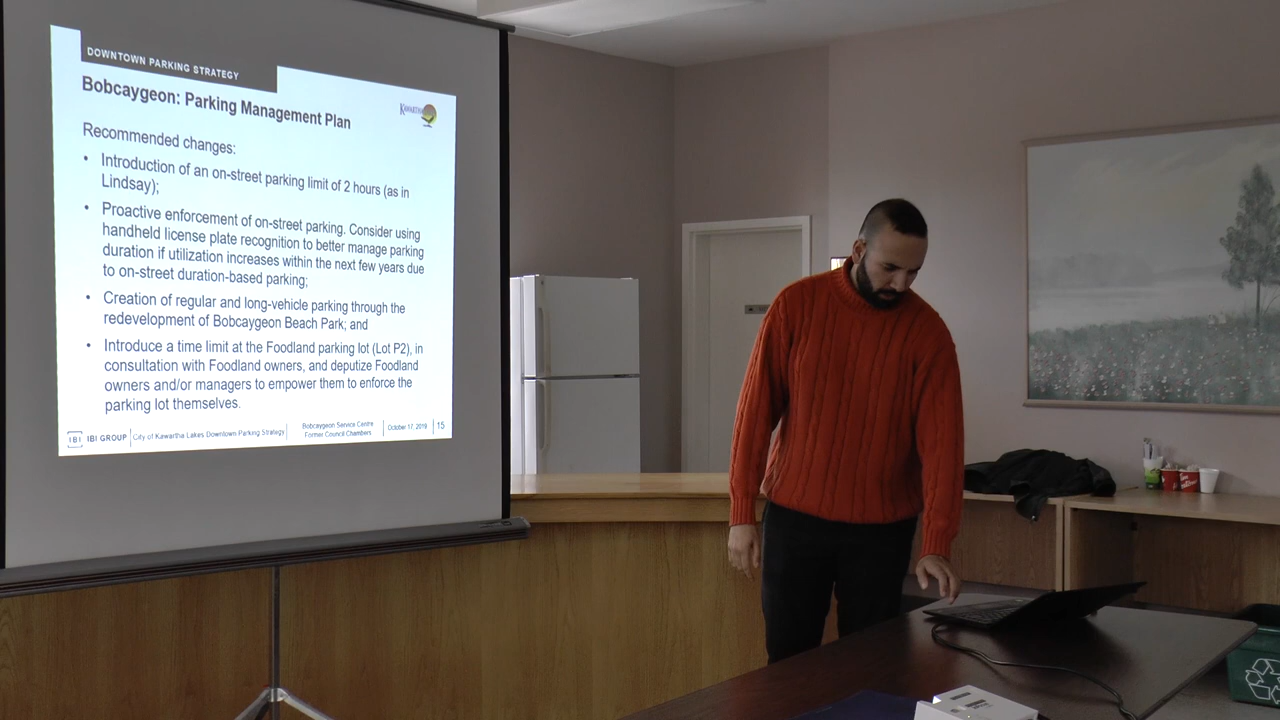 DOWNTOWN PARKING STRATEGY
Bobcaygeon: Parking Management Plan
KAWARTHA
Recommended changes:
• Introduction of an on-street parking limit of 2 hours (as in
Lindsay);
• Proactive enforcement of on-street parking. Consider using
handheld license plate recognition to better manage parking
duration if utilization increases within the next few years due
to on-street duration-based parking;
• Creation of regular and long-vehicle parking through the
redevelopment of Bobcaygeon Beach Park; and
• Introduce a time limit at the Foodland parking lot (Lot P2), in
consultation with Foodland owners, and deputize Foodland
owners and/or managers to empower them to enforce the
parking lot themselves.
IBI IBI GROUP City of Kawartha Lakes Downtown Parking Strategy Bobcaygeon Service Centre October 17, 2019 15
Former Council Chambers